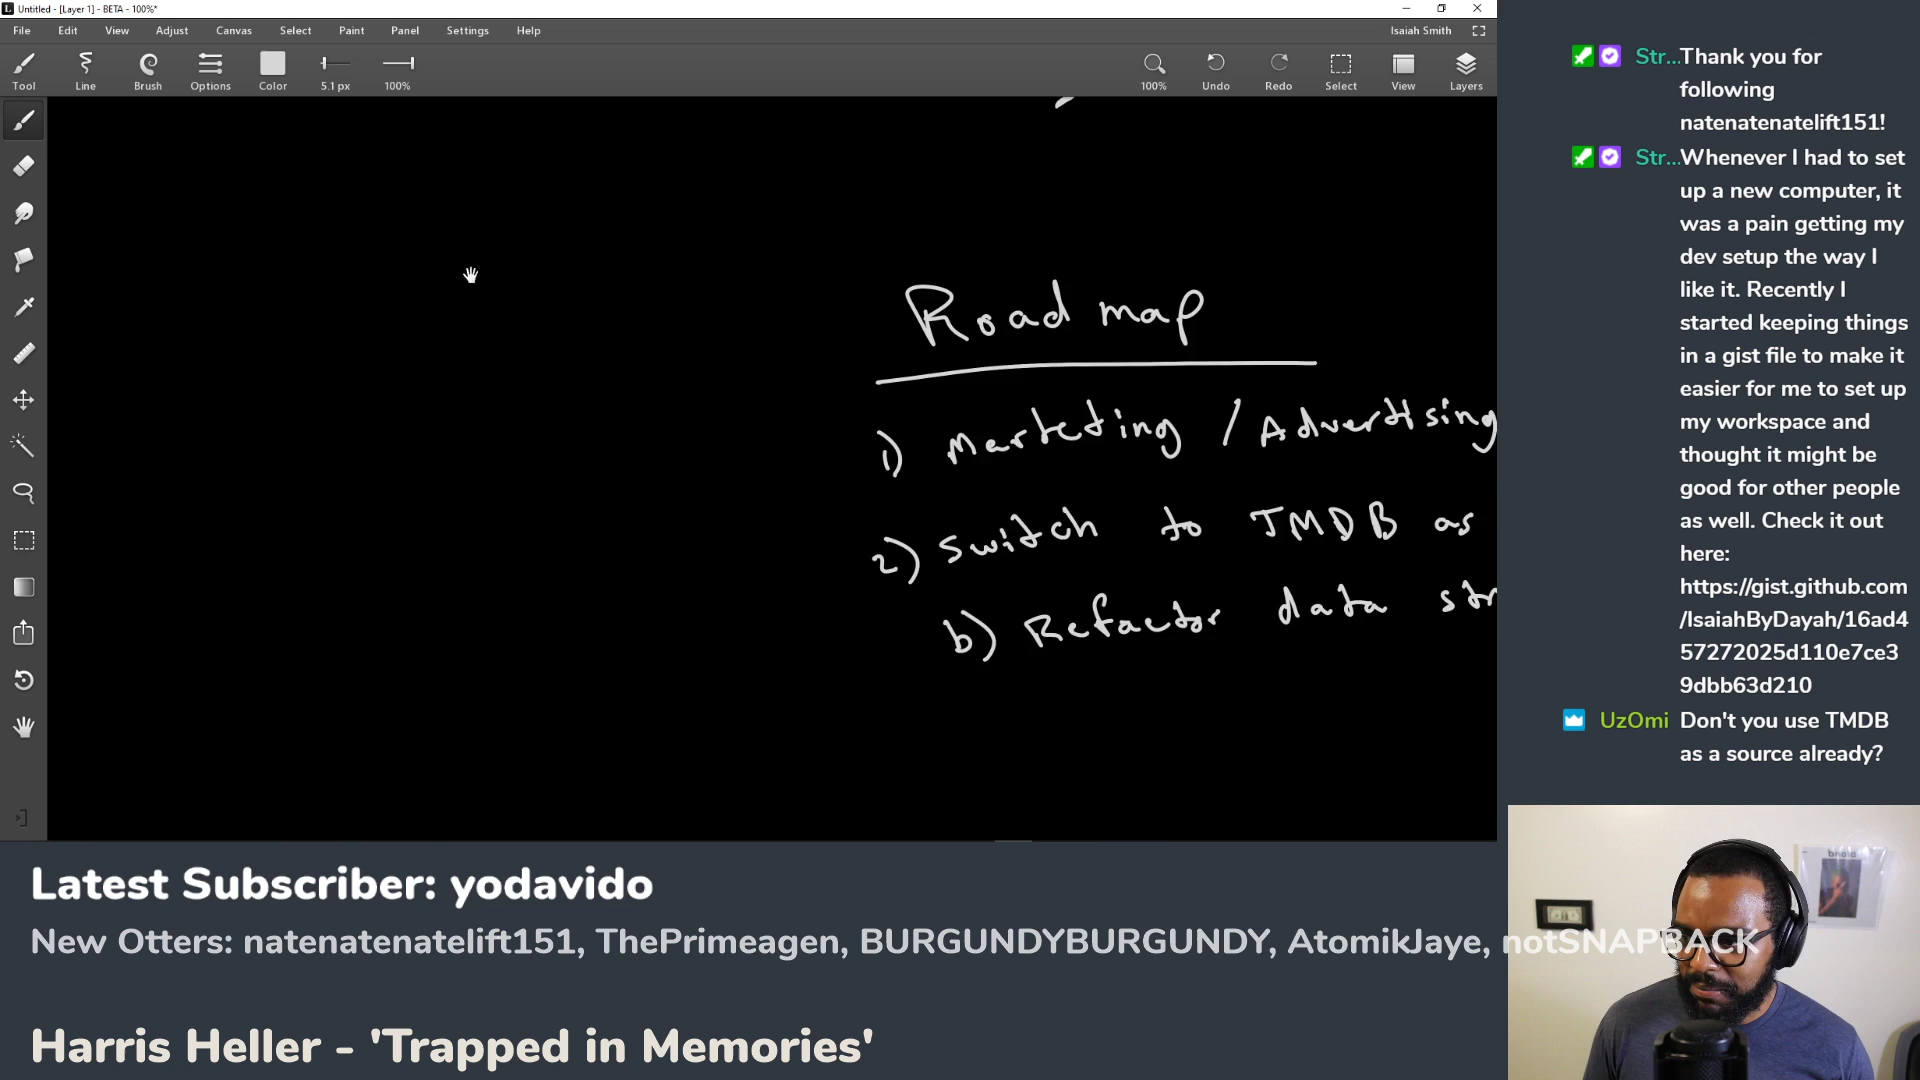 Untitled - [Layer 1] - BETA - 100%*
File Edit View Adjust Canvas Select Paint Panel Settings Help Isaiah Smith
Tool Line Brush Options Color 5.1 px 100% 100% Undo Redo Select View Layers
Road map
1) Marketing / Advertising
2) Switch to TMDB as
b) Refactor data str
Str... Thank you for
following
natenatenatelift151!
Str... Whenever I had to set
up a new computer, it
was a pain getting my
dev setup the way I
like it. Recently I
started keeping things
in a gist file to make it
easier for me to set up
my workspace and
thought it might be
good for other people
as well. Check it out
here:
https://gist.github.com
/IsaiahByDayah/16ad4
57272025d110e7ce3
9dbb63d210
UzOmi Don't you use TMDB
as a source already?
Latest Subscriber: yodavido
New Otters: natenatenatelift151, ThePrimeagen, BURGUNDYBURGUNDY, AtomikJaye, notSNAPBACK
Harris Heller - 'Trapped in Memories'